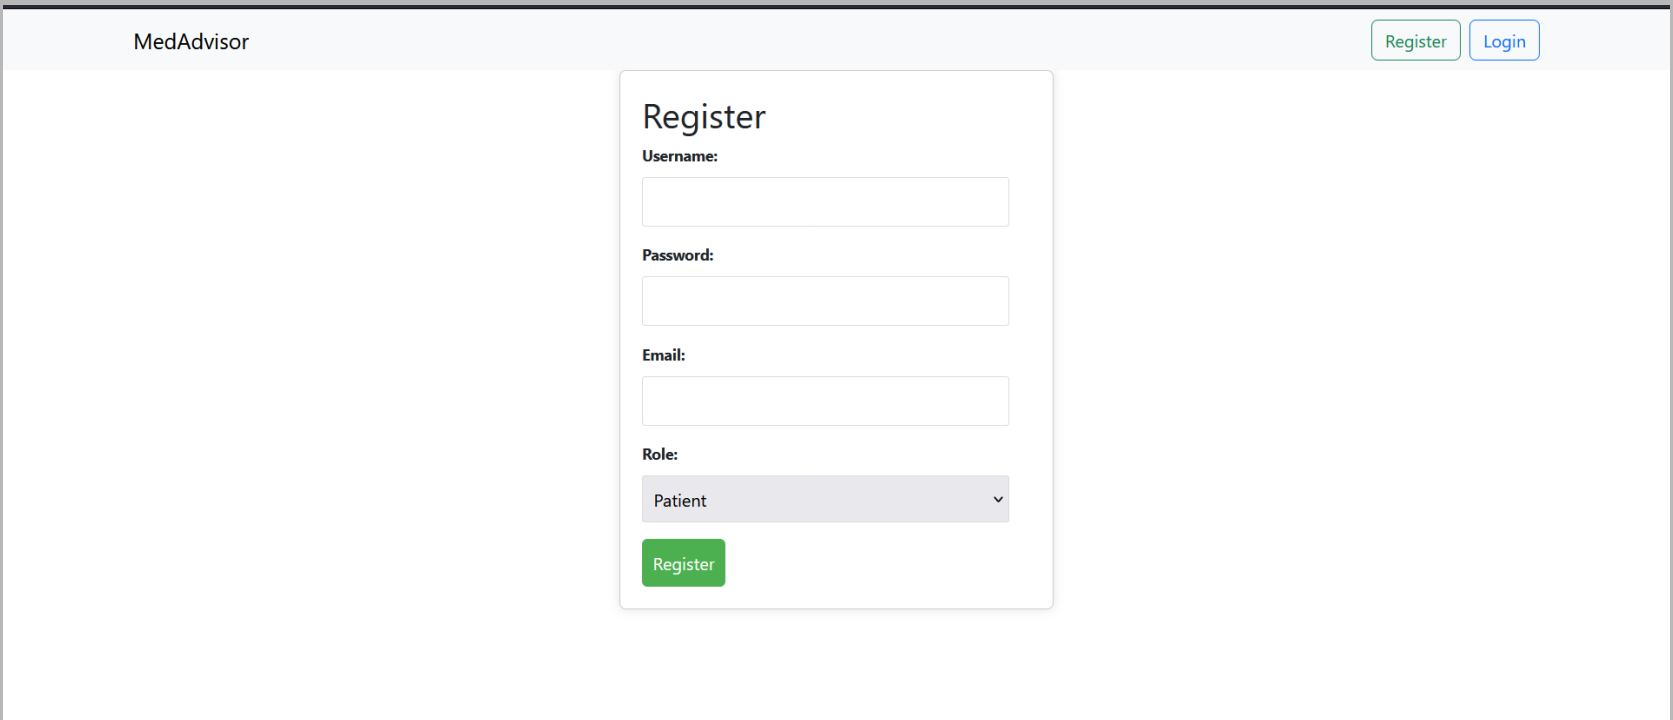 MedAdvisor
Register Login
Register
Username:
Password:
Email:
Role:
Patient
Register